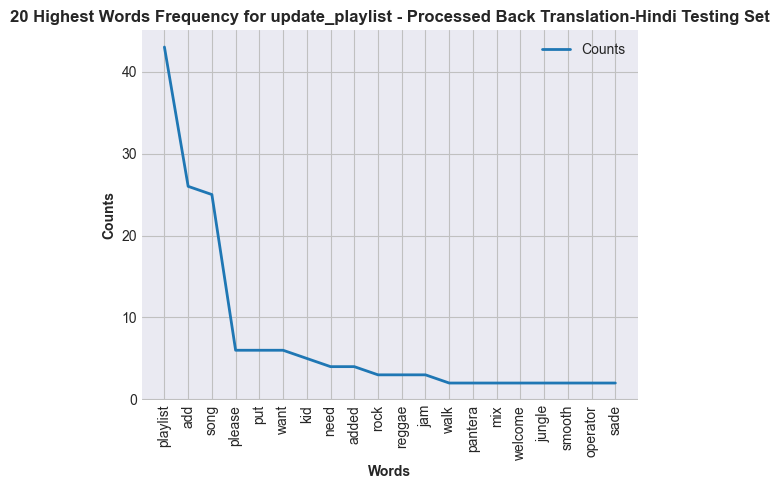 20 Highest Words Frequency for update_playlist - Processed Back Translation-Hindi Testing Set
Counts
40
30
20
10
0
Counts
playlist
add
song
please
put
want
kid
need
added
rock
reggae
jam
walk
pantera
mix
welcome
jungle
smooth
operator
sade
Words